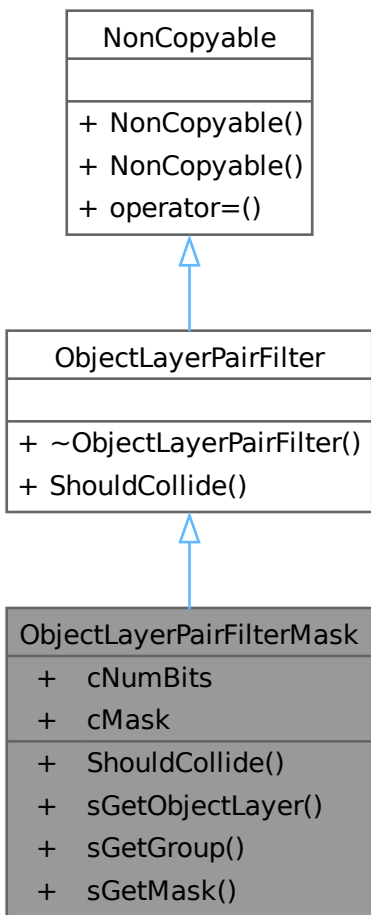 NonCopyable
+ NonCopyable()
+ NonCopyable()
+ operator=()
ObjectLayerPairFilter
+ ~ObjectLayerPairFilter()
+ ShouldCollide()
ObjectLayerPairFilterMask
+ cNumBits
+ cMask
+ ShouldCollide()
+ sGetObjectLayer()
+ sGetGroup()
+ sGetMask()